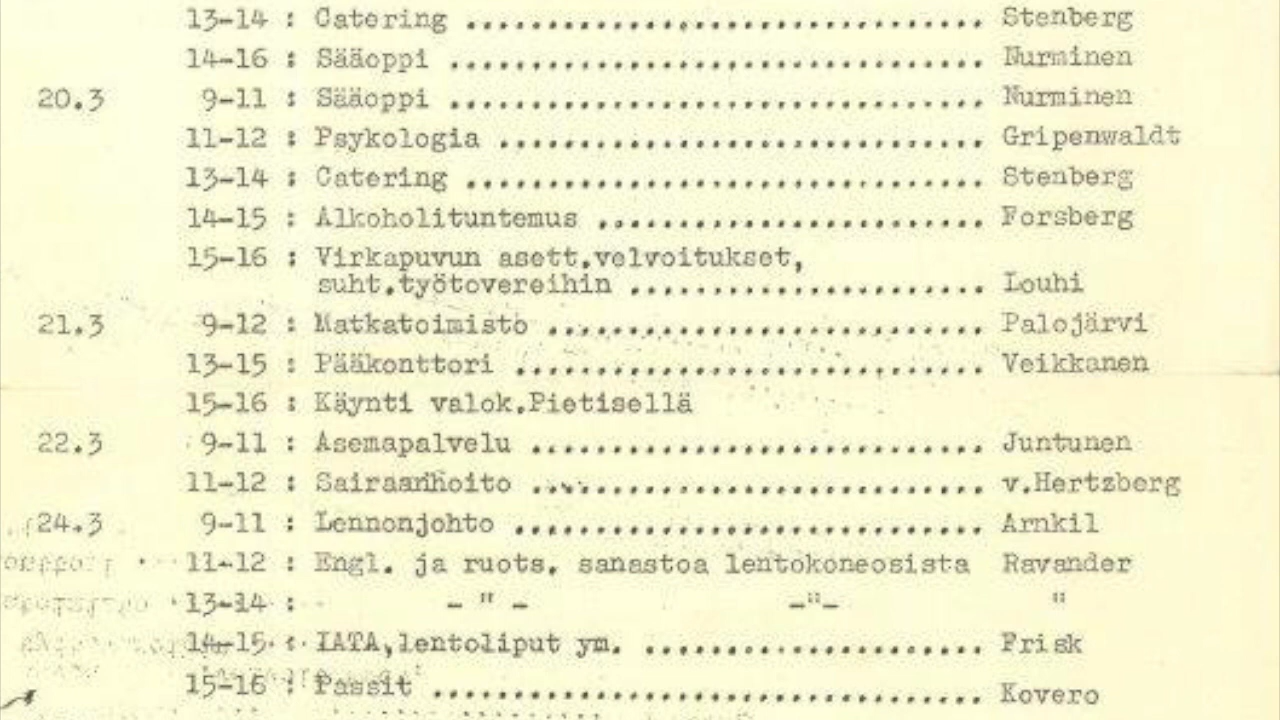 13-14 : Catering ................................ Stenberg
14-16 : Sääoppi ................................. Nurminen
20.3 9-11 : Sääoppi ................................. Nurminen
11-12 : Psykologia .............................. Gripenwaldt
13-14 : Catering ................................ Stenberg
14-15 : Alkoholituntemus ........................ Forsberg
15-16 : Virkapuvun asett.velvoitukset,
suht.työtovereihin ...................... Louhi
21.3 9-12 : Matkatoimisto ........................... Palojärvi
13-15 : Pääkonttori ............................. Veikkanen
15-16 : Käynti valok.Pietisellä
22.3 9-11 : Asemapalvelu ............................ Juntunen
11-12 : Sairaanhoito ............................ v.Hertzberg
24.3 9-11 : Lennonjohto ............................. Arnkil
11-12 : Engl. ja ruots. sanastoa lentokoneosista Ravander
13-14 : - " - -"- "
14-15 : IATA,lentoliput ym. ..................... Frisk
15-16 : Passit .................................. Kovero